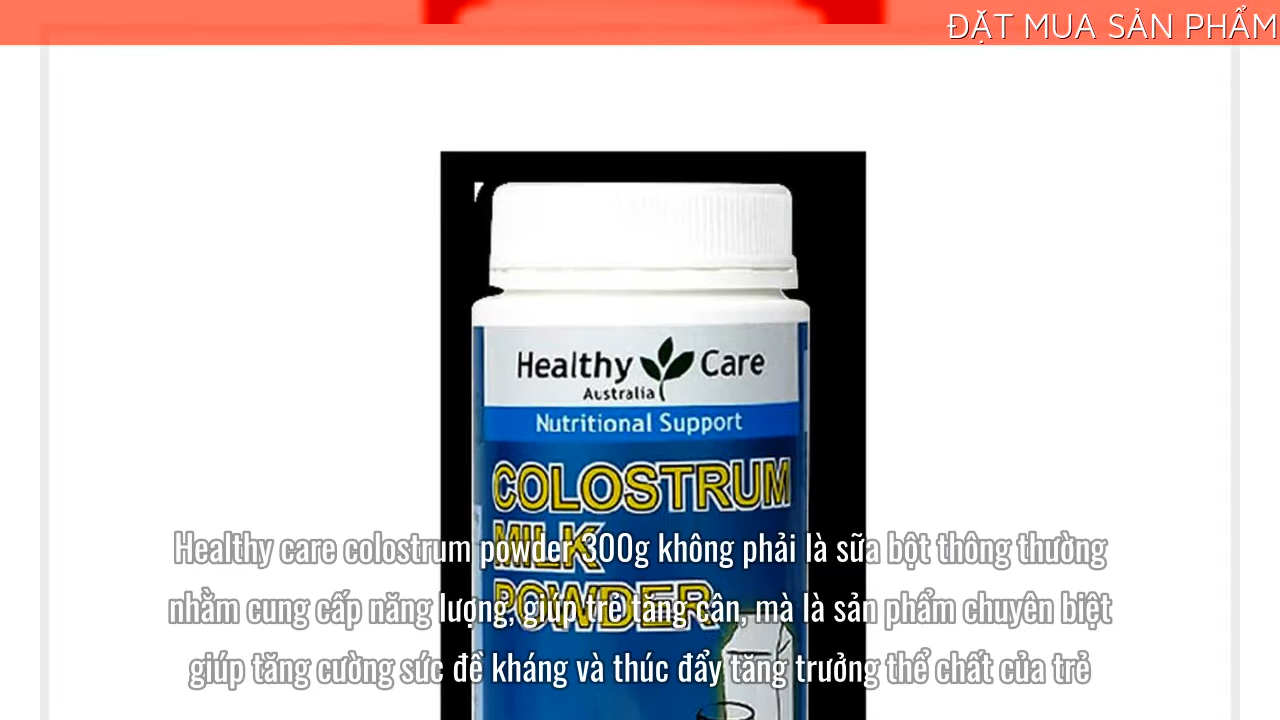 ĐẶT MUA SẢN PHẨM
Healthy Care
Australia
Nutritional Support
COLOSTRUM
MILK
POWDER
Healthy care colostrum powder 300g không phải là sữa bột thông thường
nhằm cung cấp năng lượng, giúp trẻ tăng cân, mà là sản phẩm chuyên biệt
giúp tăng cường sức đề kháng và thúc đẩy tăng trưởng thể chất của trẻ